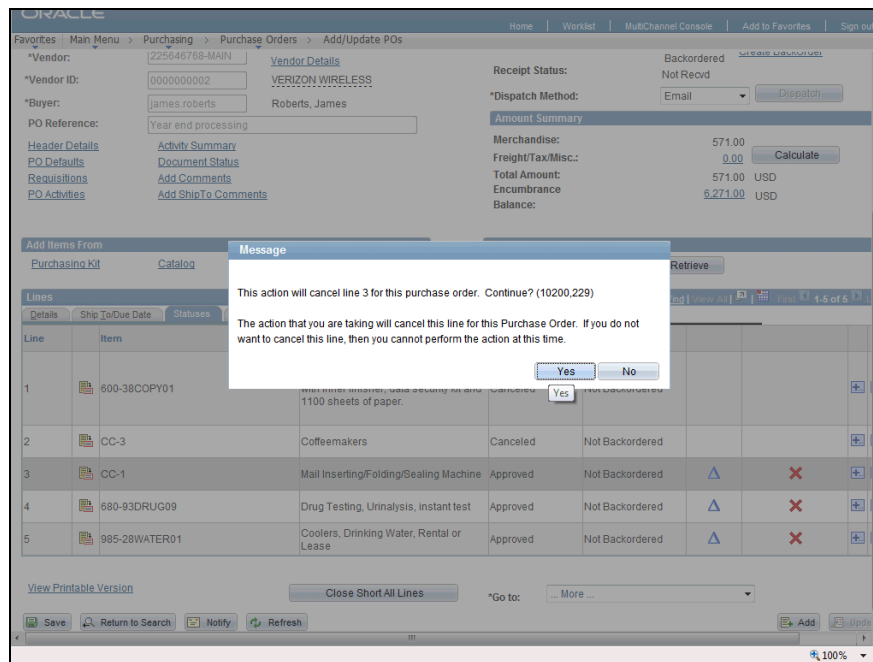 ORACLE
Home | Worklist | MultiChannel Console | Add to Favorites | Sign out
Favorites | Main Menu > Purchasing > Purchase Orders > Add/Update POs
*Vendor: 225646768-MAIN Vendor Details
Backordered Create BackOrder
Receipt Status: Not Recvd
*Vendor ID: 0000000002 VERIZON WIRELESS
*Dispatch Method: Email Dispatch
*Buyer: james.roberts Roberts, James
PO Reference: Year end processing
Amount Summary
Header Details Activity Summary
Merchandise: 571.00
PO Defaults Document Status
Freight/Tax/Misc.: 0.00 Calculate
Requisitions Add Comments
Total Amount: 571.00 USD
PO Activities Add ShipTo Comments
Encumbrance Balance: 6,271.00 USD
Add Items From
Purchasing Kit Catalog
Retrieve
Message
This action will cancel line 3 for this purchase order. Continue? (10200,229)
The action that you are taking will cancel this line for this Purchase Order. If you do not
want to cancel this line, then you cannot perform the action at this time.
Yes No
Yes
Lines
View All | First 1-5 of 5
Details Ship To/Due Date Statuses
Line Item
1 600-38COPY01 with inner finisher, data security kit and
1100 sheets of paper. Canceled Not Backordered
2 CC-3 Coffeemakers Canceled Not Backordered
3 CC-1 Mail Inserting/Folding/Sealing Machine Approved Not Backordered
4 680-93DRUG09 Drug Testing, Urinalysis, instant test Approved Not Backordered
5 985-28WATER01 Coolers, Drinking Water, Rental or
Lease Approved Not Backordered
View Printable Version
Close Short All Lines
*Go to: ... More ...
Save Return to Search Notify Refresh Add
100%